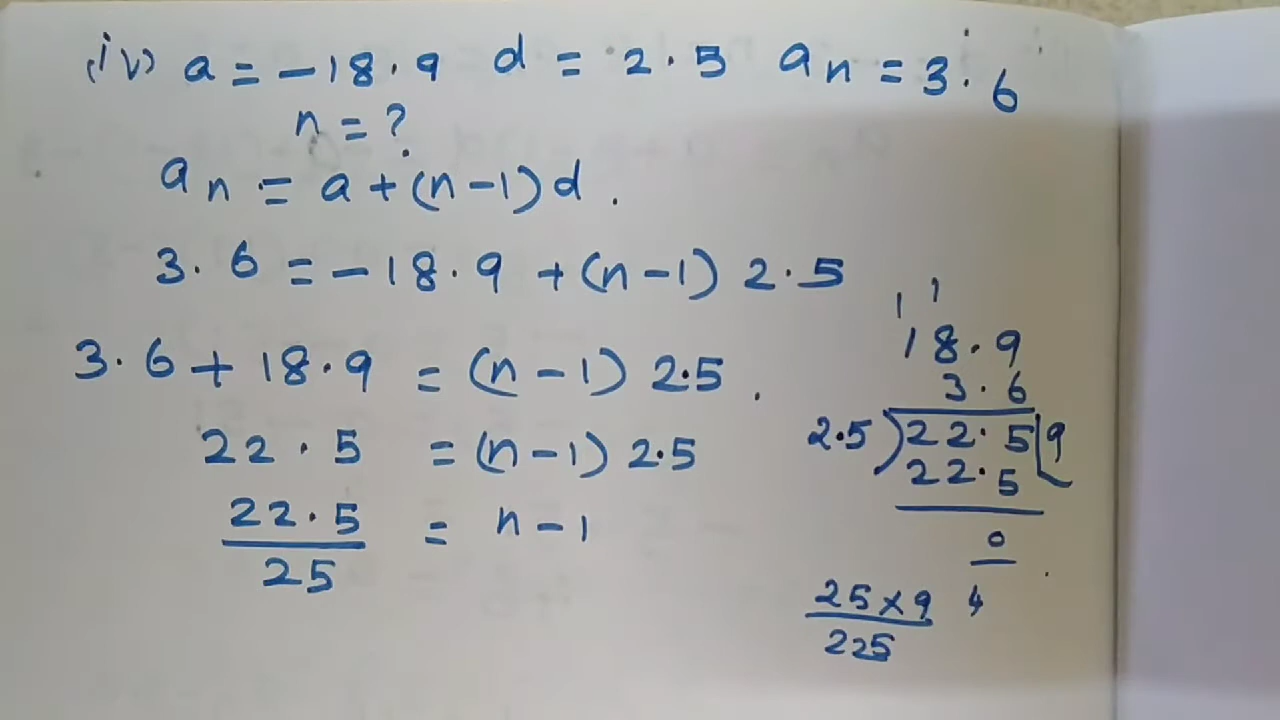 (iv) a = -18.9 d = 2.5 an = 3.6
n = ?
an = a + (n-1)d.
3.6 = -18.9 + (n-1) 2.5
3.6 + 18.9 = (n-1) 2.5.
22.5 = (n-1) 2.5
22.5 = n-1
25
1 1
18.9
3.6
2.5) 22.5 (9
22.5
0
25×9
225